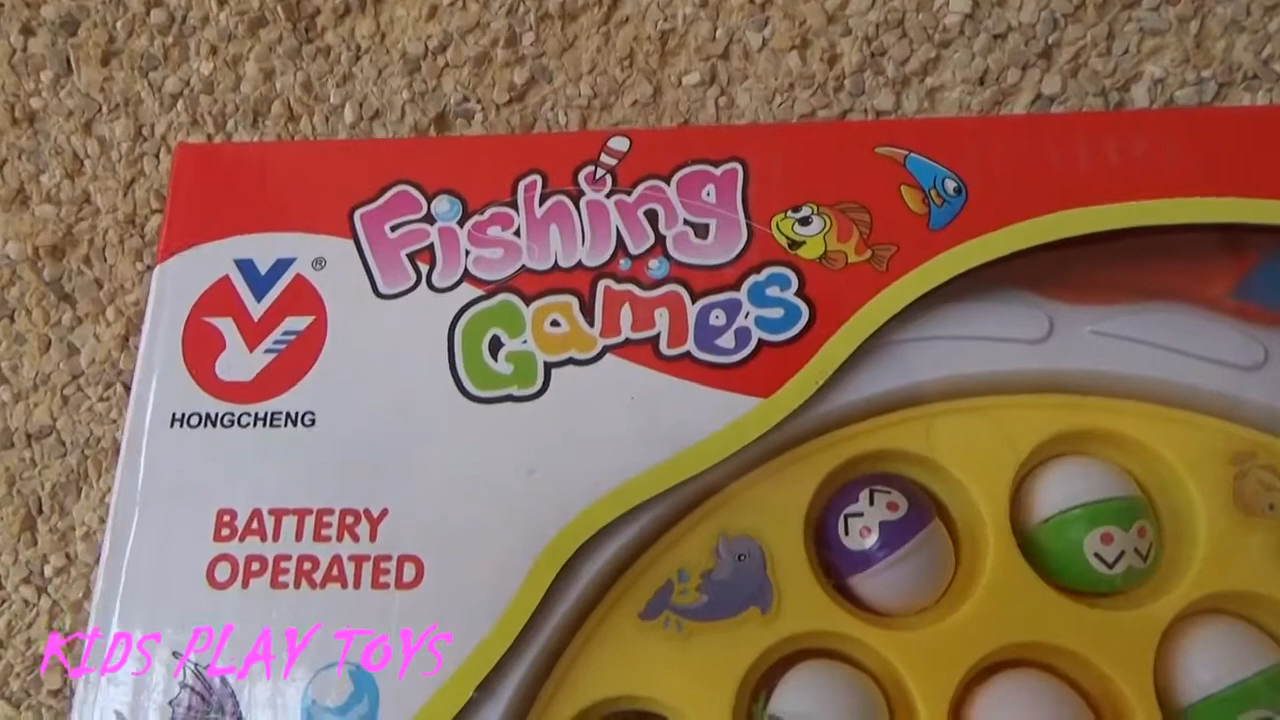 Fishing
Games
®
HONGCHENG
BATTERY
OPERATED
KIDS PLAY TOYS